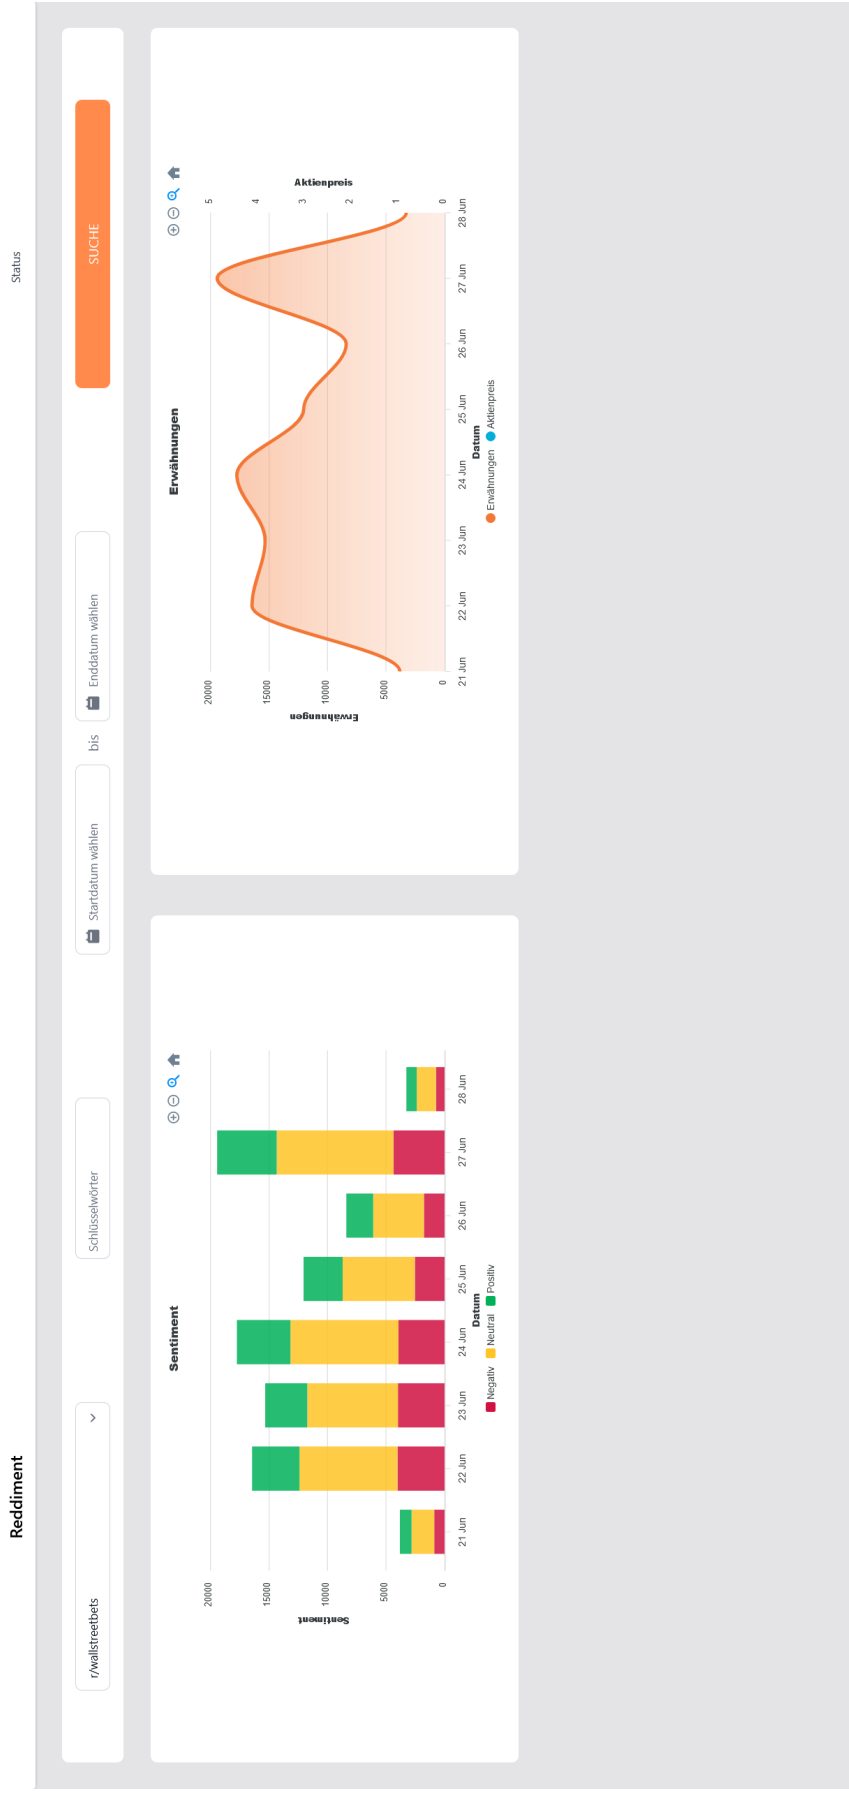 Reddiment
Status
r/wallstreetbets
Schlüsselwörter
Startdatum wählen
bis
Enddatum wählen
SUCHE
Sentiment
Sentiment
20000
15000
10000
5000
0
21 Jun 22 Jun 23 Jun 24 Jun 25 Jun 26 Jun 27 Jun 28 Jun
Datum
Negativ Neutral Positiv
Erwähnungen
Erwähnungen
20000
15000
10000
5000
0
Aktienpreis
5
4
3
2
1
0
21 Jun 22 Jun 23 Jun 24 Jun 25 Jun 26 Jun 27 Jun 28 Jun
Datum
Erwähnungen Aktienpreis